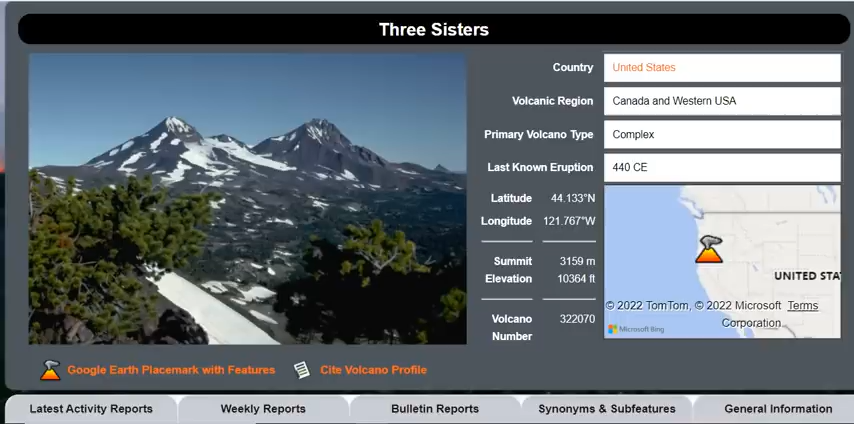 Three Sisters
Country United States
Volcanic Region Canada and Western USA
Primary Volcano Type Complex
Last Known Eruption 440 CE
Latitude 44.133°N
Longitude 121.767°W
Summit 3159 m
Elevation 10364 ft
Volcano 322070
Number
UNITED STA
© 2022 TomTom, © 2022 Microsoft Terms
Corporation
Microsoft Bing
Google Earth Placemark with Features Cite Volcano Profile
Latest Activity Reports Weekly Reports Bulletin Reports Synonyms & Subfeatures General Information